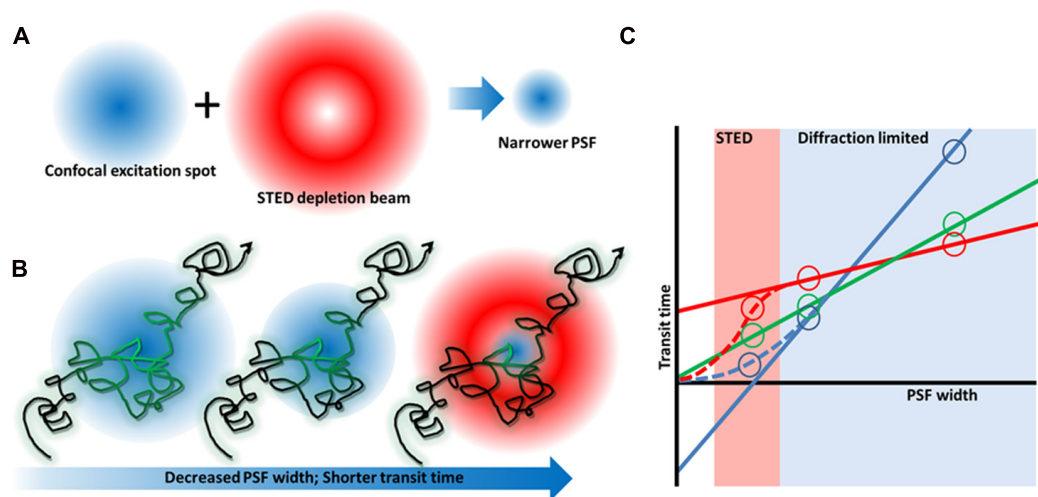 A
+
Confocal excitation spot
STED depletion beam
Narrower PSF
B
Decreased PSF width; Shorter transit time
C
STED
Diffraction limited
Transit time
PSF width